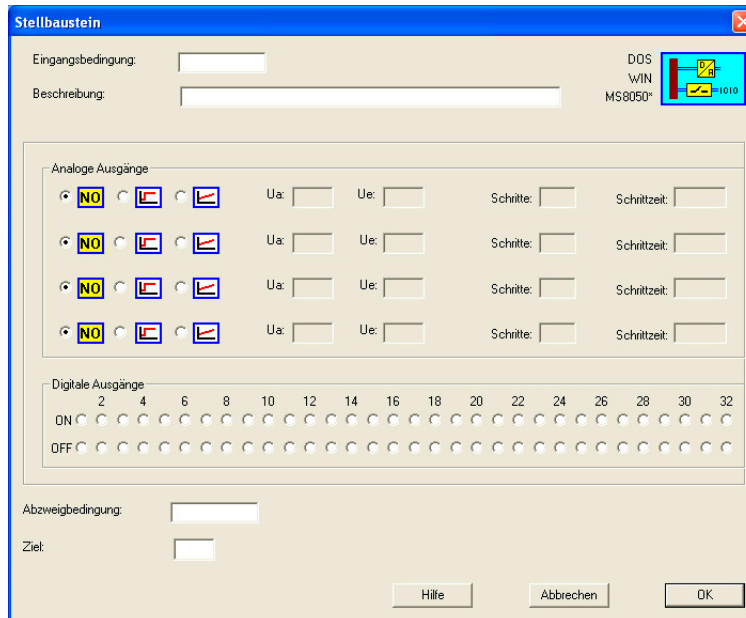 Stellbaustein
Eingangsbedingung:
DOS
WIN
MS8050*
D/A
1010
Beschreibung:
Analoge Ausgänge
NO Ua: Ue: Schritte: Schrittzeit:
NO Ua: Ue: Schritte: Schrittzeit:
NO Ua: Ue: Schritte: Schrittzeit:
NO Ua: Ue: Schritte: Schrittzeit:
Digitale Ausgänge
2 4 6 8 10 12 14 16 18 20 22 24 26 28 30 32
ON
OFF
Abzweigbedingung:
Ziel:
Hilfe Abbrechen OK